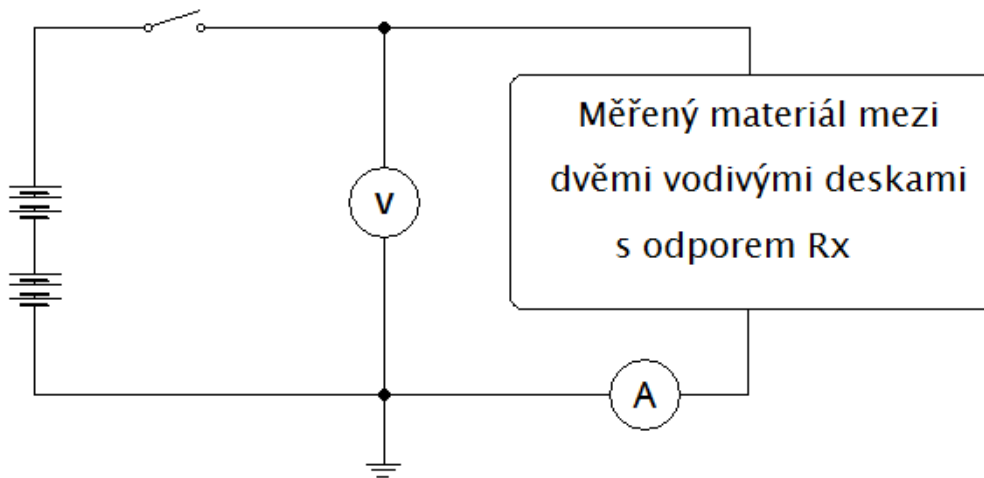 Měřený materiál mezi
dvěmi vodivými deskami
s odporem Rx
V
A